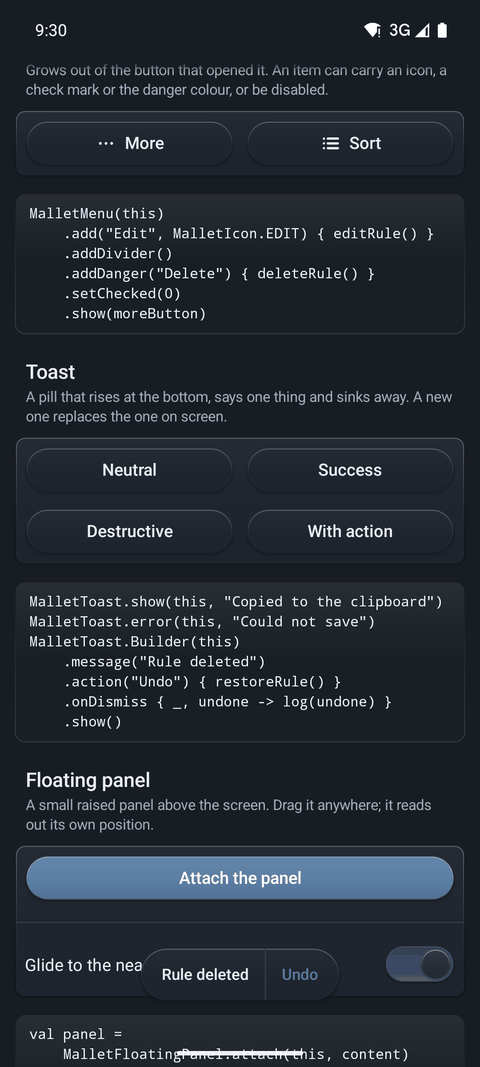 9:30
3G
Grows out of the button that opened it. An item can carry an icon, a
check mark or the danger colour, or be disabled.
More
Sort
MalletMenu(this)
    .add("Edit", MalletIcon.EDIT) { editRule() }
    .addDivider()
    .addDanger("Delete") { deleteRule() }
    .setChecked(0)
    .show(moreButton)
Toast
A pill that rises at the bottom, says one thing and sinks away. A new
one replaces the one on screen.
Neutral
Success
Destructive
With action
MalletToast.show(this, "Copied to the clipboard")
MalletToast.error(this, "Could not save")
MalletToast.Builder(this)
    .message("Rule deleted")
    .action("Undo") { restoreRule() }
    .onDismiss { _, undone -> log(undone) }
    .show()
Floating panel
A small raised panel above the screen. Drag it anywhere; it reads
out its own position.
Attach the panel
Glide to the nea
Rule deleted
Undo
val panel =
    MalletFloatingPanel.attach(this, content)